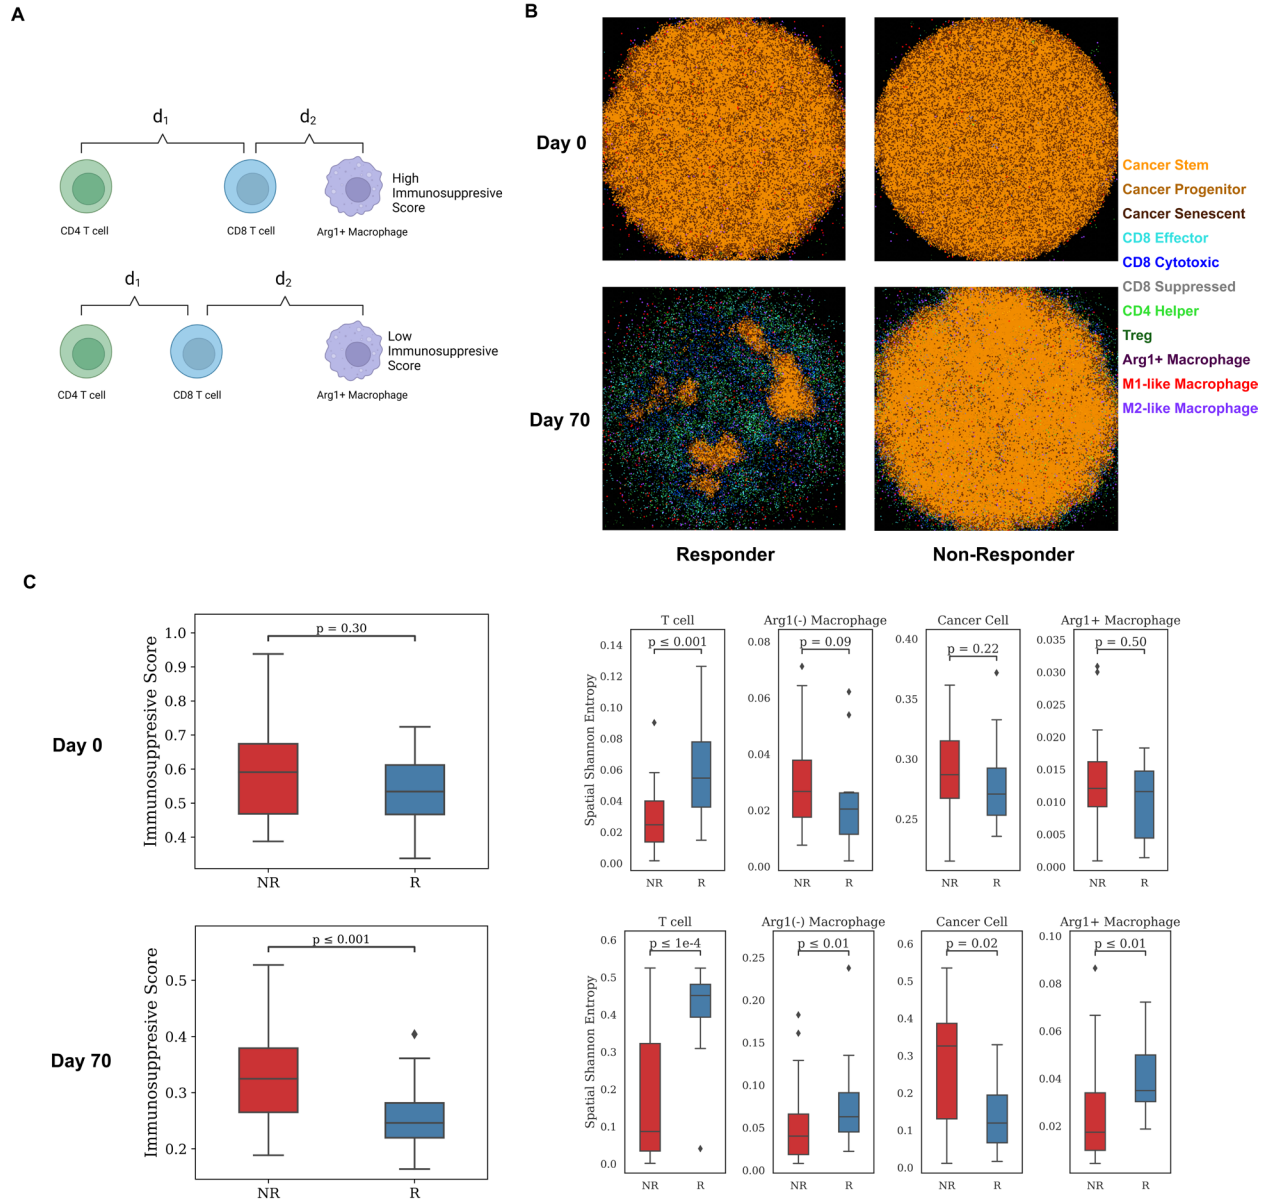 A
d1
d2
CD4 T cell
CD8 T cell
Arg1+ Macrophage
High
Immunosuppresive
Score
d1
d2
CD4 T cell
CD8 T cell
Arg1+ Macrophage
Low
Immunosuppresive
Score
B
Day 0
Day 70
Responder
Non-Responder
Cancer Stem
Cancer Progenitor
Cancer Senescent
CD8 Effector
CD8 Cytotoxic
CD8 Suppressed
CD4 Helper
Treg
Arg1+ Macrophage
M1-like Macrophage
M2-like Macrophage
C
Day 0
Immunosuppresive Score
1.0
0.9
0.8
0.7
0.6
0.5
0.4
p = 0.30
NR
R
Spatial Shannon Entropy
T cell
p ≤ 0.001
0.14
0.12
0.10
0.08
0.06
0.04
0.02
0.00
NR
R
Arg1(-) Macrophage
p = 0.09
0.08
0.06
0.04
0.02
0.00
NR
R
Cancer Cell
p = 0.22
0.40
0.35
0.30
0.25
NR
R
Arg1+ Macrophage
p = 0.50
0.035
0.030
0.025
0.020
0.015
0.010
0.005
0.000
NR
R
Day 70
Immunosuppresive Score
0.5
0.4
0.3
0.2
p ≤ 0.001
NR
R
Spatial Shannon Entropy
T cell
p ≤ 1e-4
0.6
0.5
0.4
0.3
0.2
0.1
0.0
NR
R
Arg1(-) Macrophage
p ≤ 0.01
0.25
0.20
0.15
0.10
0.05
0.00
NR
R
Cancer Cell
p = 0.02
0.6
0.5
0.4
0.3
0.2
0.1
0.0
NR
R
Arg1+ Macrophage
p ≤ 0.01
0.10
0.08
0.06
0.04
0.02
NR
R